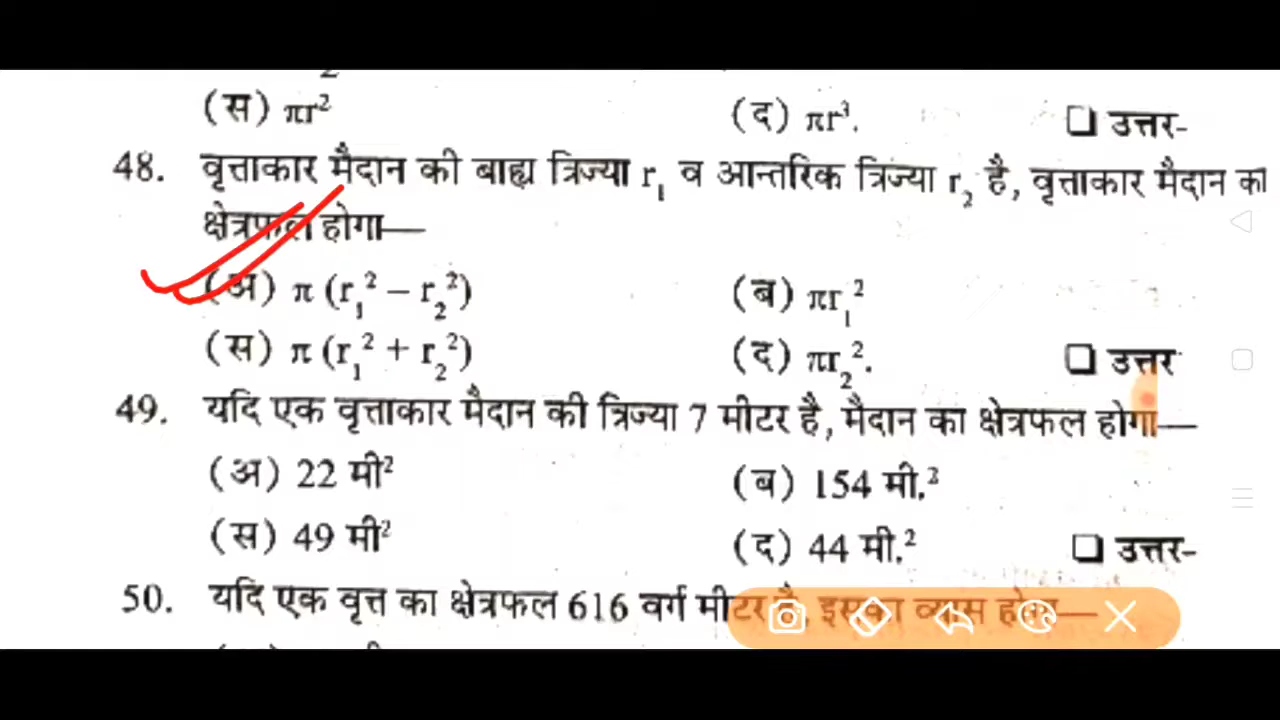 (स) πr² (द) πr³. ❑ उत्तर-
48. वृत्ताकार मैदान की बाह्य त्रिज्या r₁ व आन्तरिक त्रिज्या r₂ है, वृत्ताकार मैदान का
क्षेत्रफल होगा—
(अ) π (r₁² – r₂²) (ब) πr₁²
(स) π (r₁² + r₂²) (द) πr₂². ❑ उत्तर
49. यदि एक वृत्ताकार मैदान की त्रिज्या 7 मीटर है, मैदान का क्षेत्रफल होगा—
(अ) 22 मी² (ब) 154 मी.²
(स) 49 मी² (द) 44 मी.² ❑ उत्तर-
50. यदि एक वृत्त का क्षेत्रफल 616 वर्ग मीटर है, इसका व्यास होगा—